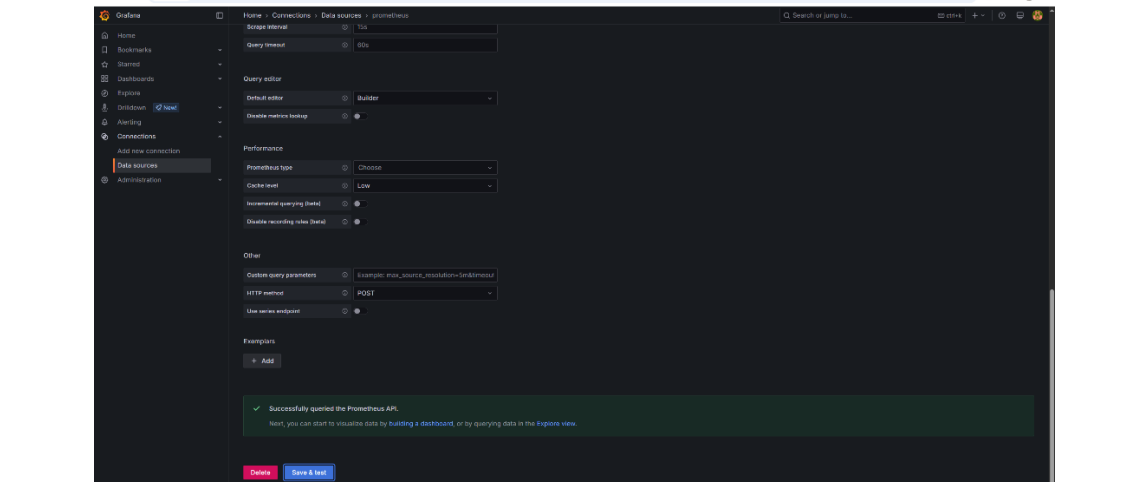 Grafana
Home › Connections › Data sources › prometheus
Search or jump to...
ctrl+k
Home
Bookmarks
Starred
Dashboards
Explore
Drilldown New!
Alerting
Connections
Add new connection
Data sources
Administration
Scrape interval 15s
Query timeout 60s
Query editor
Default editor Builder
Disable metrics lookup
Performance
Prometheus type Choose
Cache level Low
Incremental querying (beta)
Disable recording rules (beta)
Other
Custom query parameters Example: max_source_resolution=5m&timeout
HTTP method POST
Use series endpoint
Exemplars
+ Add
Successfully queried the Prometheus API.
Next, you can start to visualize data by building a dashboard, or by querying data in the Explore view.
Delete Save & test